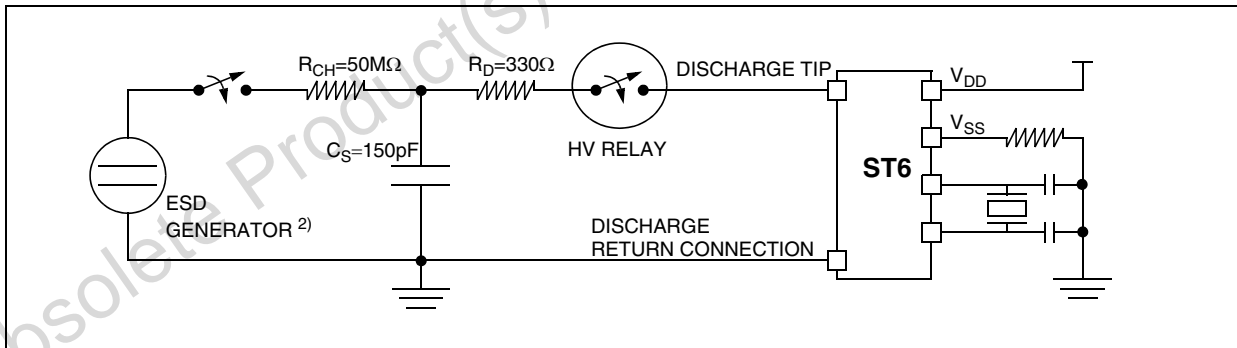 R_CH=50MΩ
R_D=330Ω
DISCHARGE TIP
V_DD
V_SS
C_S=150pF
HV RELAY
ST6
ESD
GENERATOR 2)
DISCHARGE
RETURN CONNECTION
bsolete Product(s)